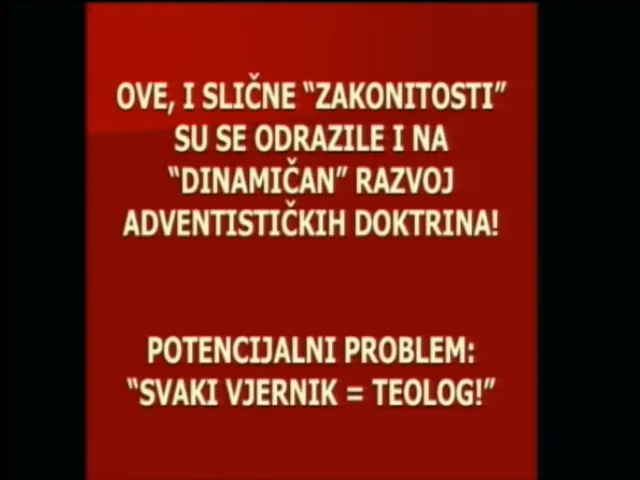 OVE, I SLIČNE “ZAKONITOSTI”
SU SE ODRAZILE I NA
“DINAMIČAN” RAZVOJ
ADVENTISTIČKIH DOKTRINA!
POTENCIJALNI PROBLEM:
“SVAKI VJERNIK = TEOLOG!”